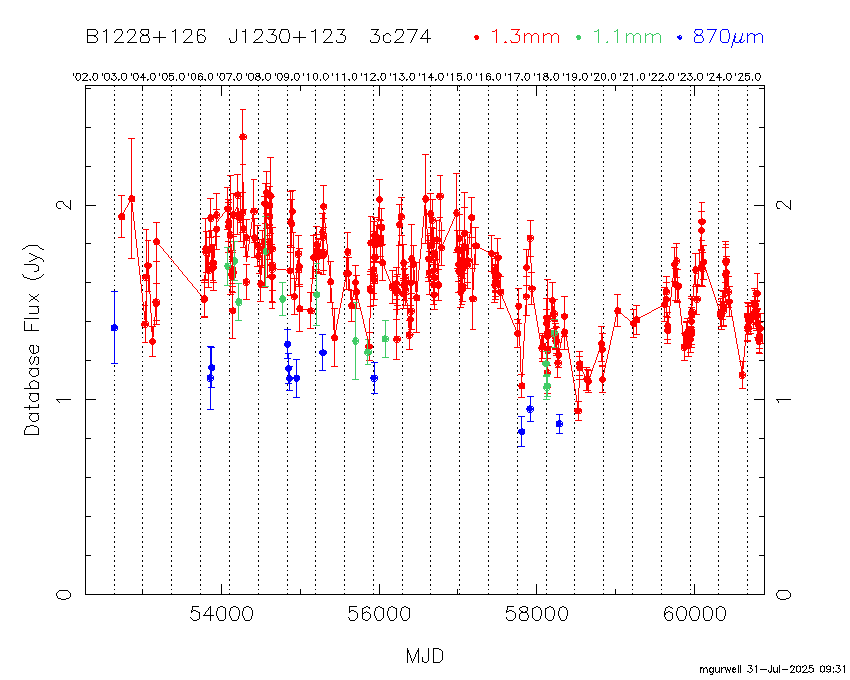 B1228+126 J1230+123 3c274 1.3mm 1.1mm 870μm
'02.0 '03.0 '04.0 '05.0 '06.0 '07.0 '08.0 '09.0 '10.0 '11.0 '12.0 '13.0 '14.0 '15.0 '16.0 '17.0 '18.0 '19.0 '20.0 '21.0 '22.0 '23.0 '24.0 '25.0
2 2
Database Flux (Jy)
1 1
0 0
54000 56000 58000 60000
MJD
mgurwell 31-Jul-2025 09:31